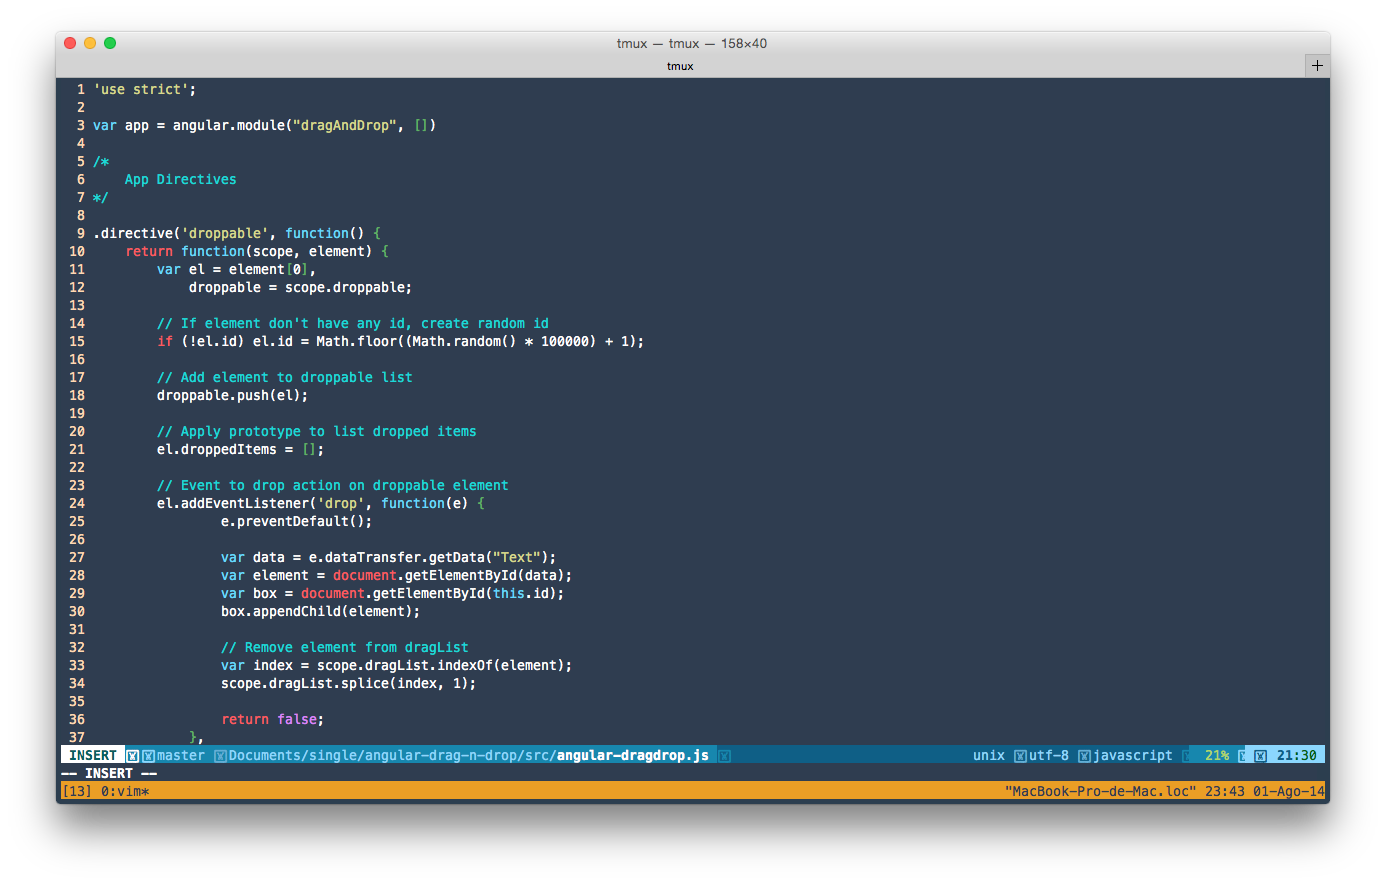 tmux — tmux — 158×40
tmux +
1 'use strict';
2
3 var app = angular.module("dragAndDrop", [])
4
5 /*
6     App Directives
7 */
8
9 .directive('droppable', function() {
10     return function(scope, element) {
11         var el = element[0],
12             droppable = scope.droppable;
13
14         // If element don't have any id, create random id
15         if (!el.id) el.id = Math.floor((Math.random() * 100000) + 1);
16
17         // Add element to droppable list
18         droppable.push(el);
19
20         // Apply prototype to list dropped items
21         el.droppedItems = [];
22
23         // Event to drop action on droppable element
24         el.addEventListener('drop', function(e) {
25                 e.preventDefault();
26
27                 var data = e.dataTransfer.getData("Text");
28                 var element = document.getElementById(data);
29                 var box = document.getElementById(this.id);
30                 box.appendChild(element);
31
32                 // Remove element from dragList
33                 var index = scope.dragList.indexOf(element);
34                 scope.dragList.splice(index, 1);
35
36                 return false;
37             },
INSERT master Documents/single/angular-drag-n-drop/src/angular-dragdrop.js unix utf-8 javascript 21% 21:30
-- INSERT --
[13] 0:vim* "MacBook-Pro-de-Mac.loc" 23:43 01-Ago-14